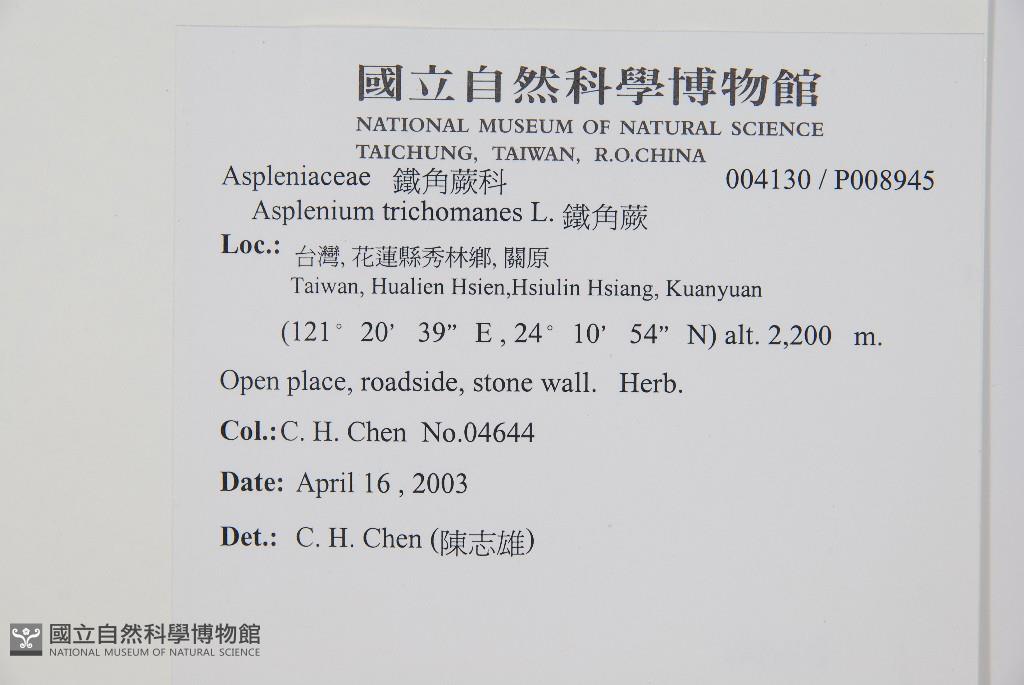 國立自然科學博物館
NATIONAL MUSEUM OF NATURAL SCIENCE
TAICHUNG, TAIWAN, R.O.CHINA
Aspleniaceae 鐵角蕨科 004130 / P008945
Asplenium trichomanes L. 鐵角蕨
Loc.: 台灣, 花蓮縣秀林鄉, 關原
Taiwan, Hualien Hsien,Hsiulin Hsiang, Kuanyuan
(121° 20’ 39” E , 24° 10’ 54” N) alt. 2,200 m.
Open place, roadside, stone wall. Herb.
Col.: C. H. Chen No.04644
Date: April 16 , 2003
Det.: C. H. Chen (陳志雄)
國立自然科學博物館
NATIONAL MUSEUM OF NATURAL SCIENCE